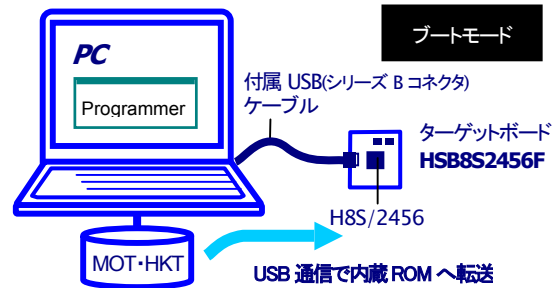 ブートモード
PC
Programmer
付属 USB(シリーズ B コネクタ)
ケーブル
ターゲットボード
HSB8S2456F
H8S/2456
MOT･HKT
USB 通信で内蔵 ROM へ転送